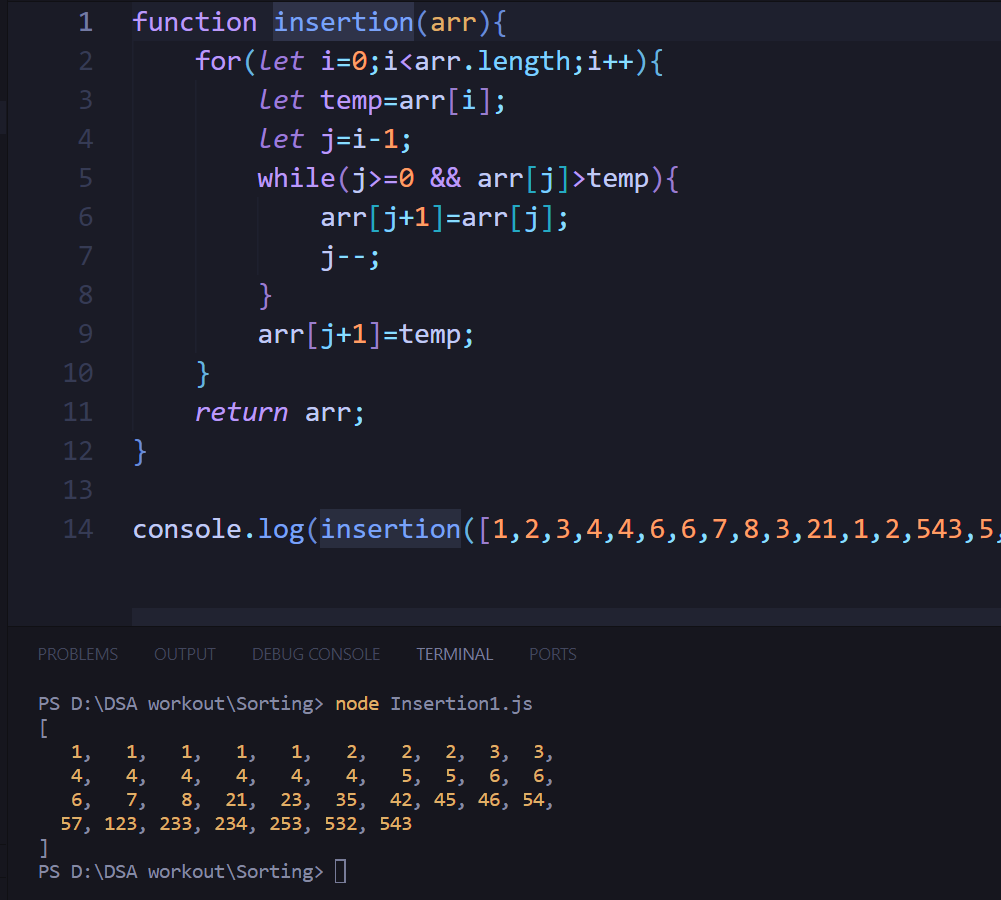 1 function insertion(arr){
2     for(let i=0;i<arr.length;i++){
3         let temp=arr[i];
4         let j=i-1;
5         while(j>=0 && arr[j]>temp){
6             arr[j+1]=arr[j];
7             j--;
8         }
9         arr[j+1]=temp;
10     }
11     return arr;
12 }
13
14 console.log(insertion([1,2,3,4,4,6,6,7,8,3,21,1,2,543,5,
PROBLEMS OUTPUT DEBUG CONSOLE TERMINAL PORTS
PS D:\DSA workout\Sorting> node Insertion1.js
[
   1,   1,   1,   1,   1,   2,   2,  2,  3,  3,
   4,   4,   4,   4,   4,   4,   5,  5,  6,  6,
   6,   7,   8,  21,  23,  35,  42, 45, 46, 54,
  57, 123, 233, 234, 253, 532, 543
]
PS D:\DSA workout\Sorting>